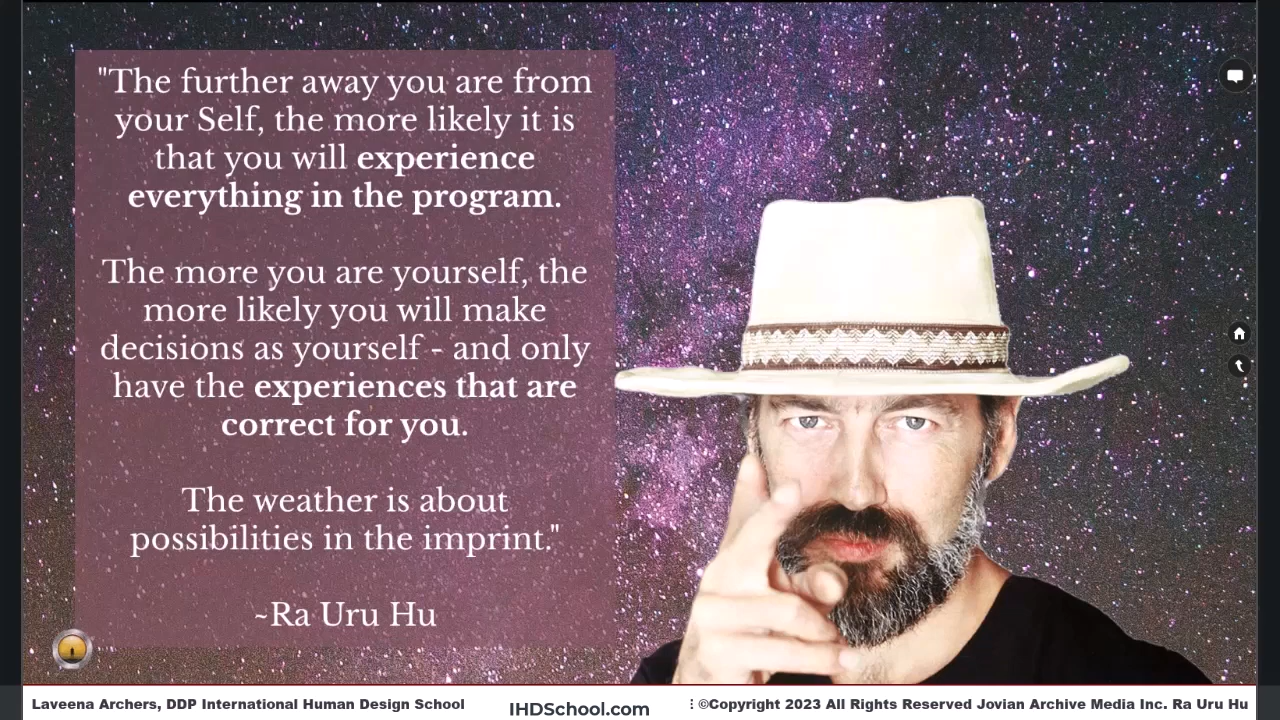 "The further away you are from
your Self, the more likely it is
that you will experience
everything in the program.
The more you are yourself, the
more likely you will make
decisions as yourself - and only
have the experiences that are
correct for you.
The weather is about
possibilities in the imprint."
~Ra Uru Hu
Laveena Archers, DDP International Human Design School
IHDSchool.com
⋮ ©Copyright 2023 All Rights Reserved Jovian Archive Media Inc. Ra Uru Hu